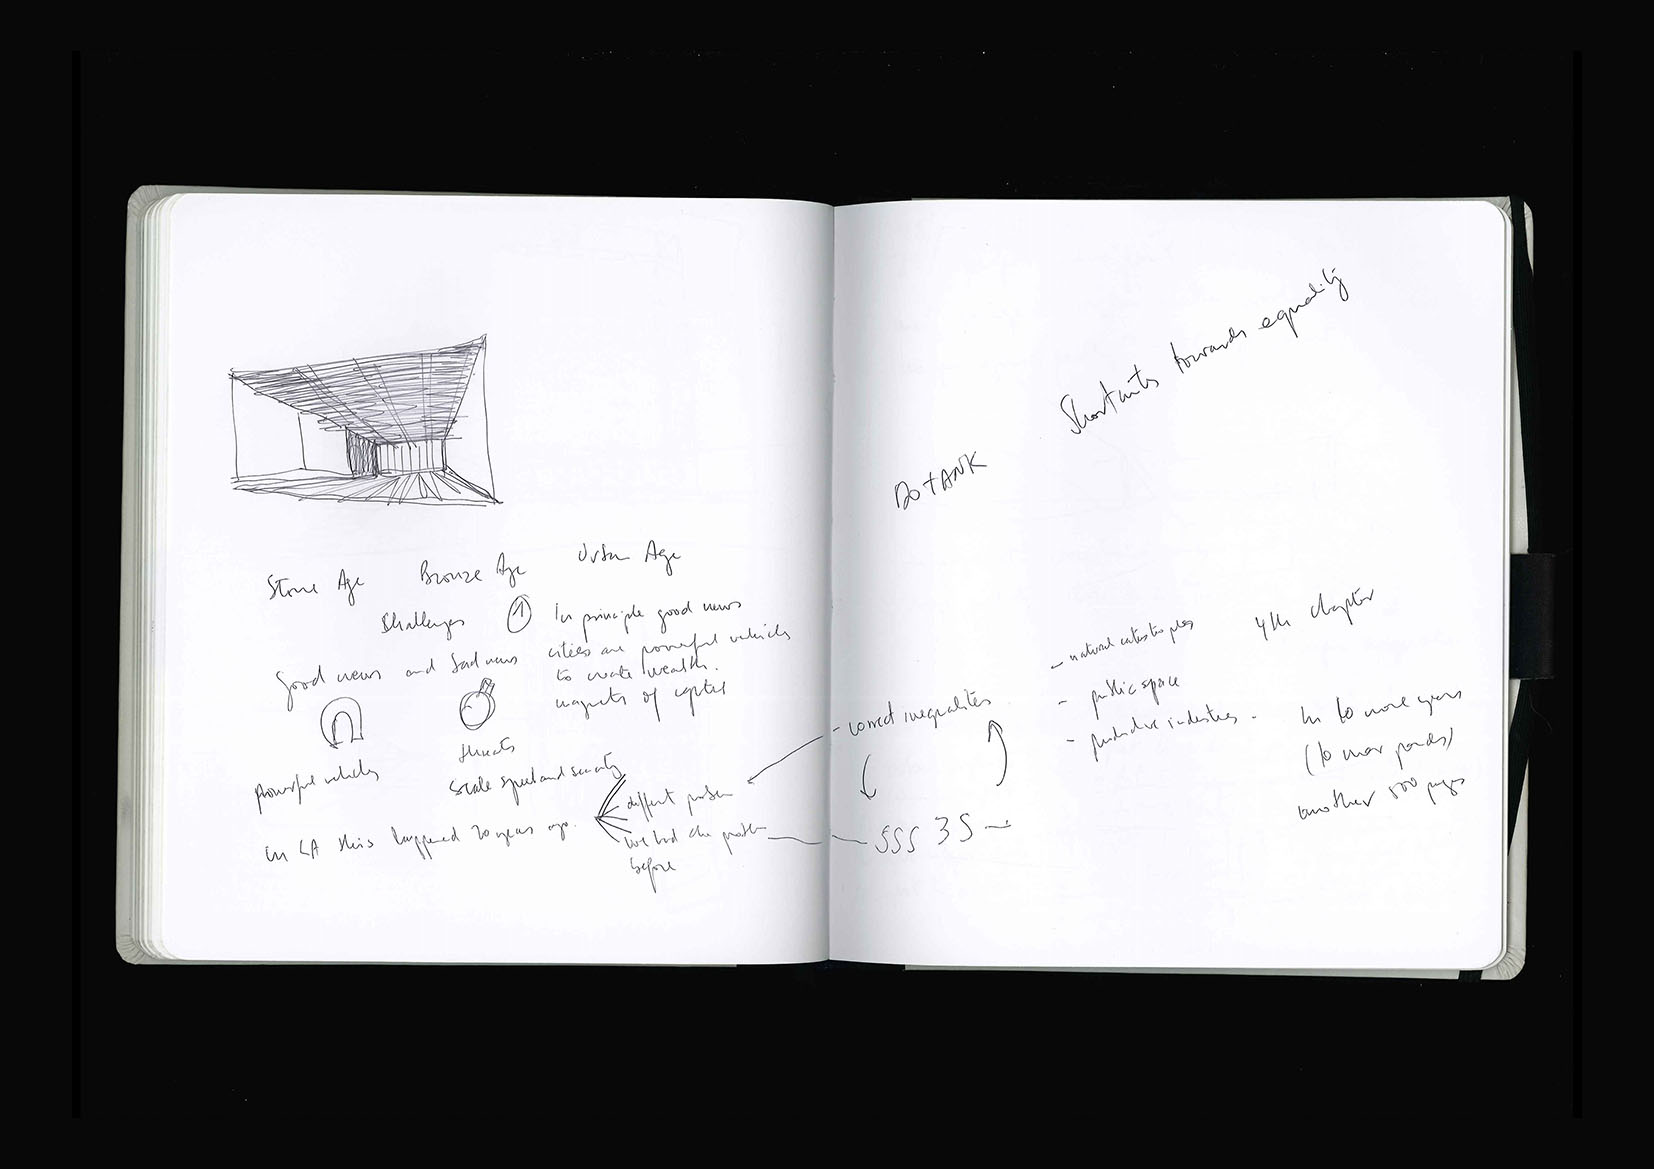 Stone Age   Bronze Age   Urban Age
Challenges   ① In principle good news
cities are powerful vehicles
to create wealth.
magnets of capital
good news and bad news
threats
powerful vehicles
scale speed and scarcity
in LA this happened 20 years ago.
different problem
we had the problem
before
Shortcuts towards equality
Do tANK
- correct inequalities
SSS 3S
- natural catastrophes
- public space
- productive industries.
4th chapter
In 10 more years
(10 more pounds)
another 500 pages